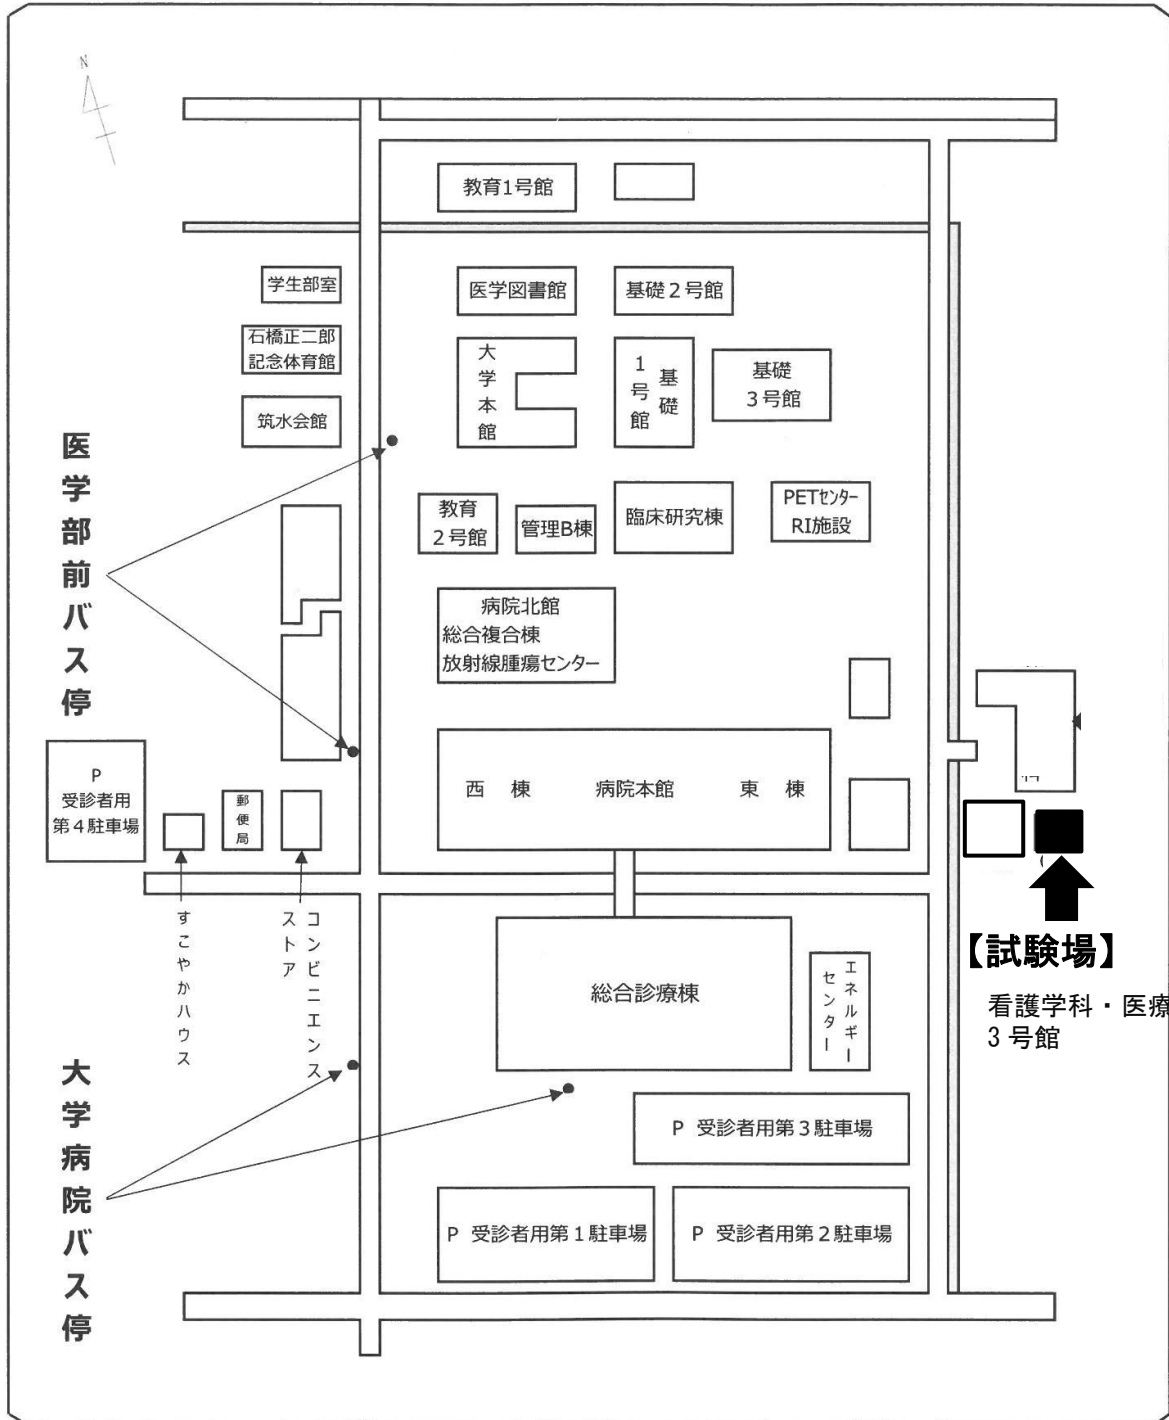 N
教育1号館
学生部室
医学図書館
基礎２号館
石橋正二郎
記念体育館
大学本館
基礎
1号館
基礎
３号館
筑水会館
医学部前バス停
教育
２号館
管理B棟
臨床研究棟
PETセンター
RI施設
病院北館
総合複合棟
放射線腫瘍センター
P
受診者用
第４駐車場
郵便局
西　棟
病院本館
東　棟
すこやかハウス
コンビニエンス
ストア
【試験場】
看護学科・医療
３号館
総合診療棟
エネルギー
センター
大学病院バス停
P 受診者用第３駐車場
P 受診者用第１駐車場
P 受診者用第２駐車場